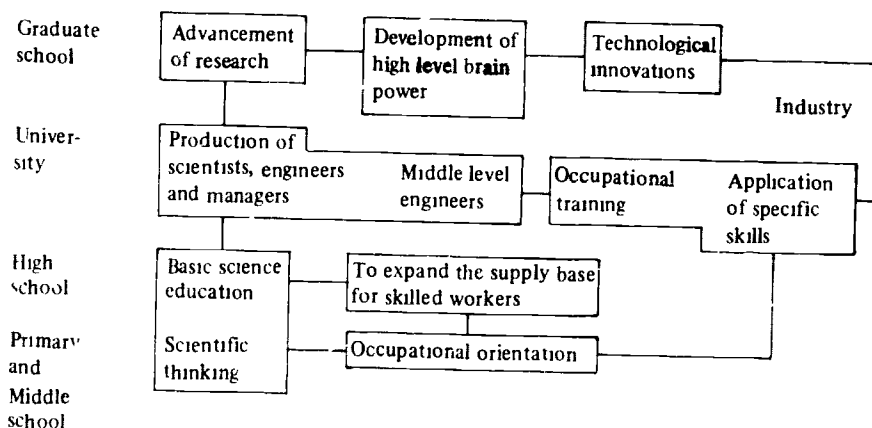 Graduate
school
Advancement
of research
Development of
high level brain
power
Technological
innovations
Industry
Univer-
sity
Production of
scientists, engineers
and managers
Middle level
engineers
Occupational
training
Application
of specific
skills
High
school
Basic science
education
To expand the supply base
for skilled workers
Primary
and
Middle
school
Scientific
thinking
Occupational orientation